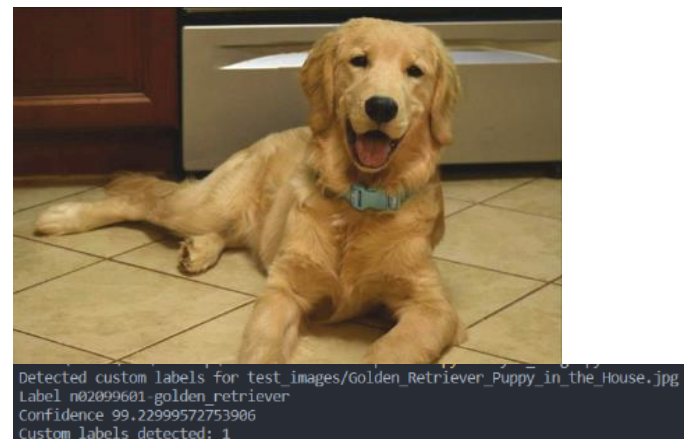 Detected custom labels for test_images/Golden_Retriever_Puppy_in_the_House.jpg
Label n02099601-golden_retriever
Confidence 99.22999572753906
Custom labels detected: 1